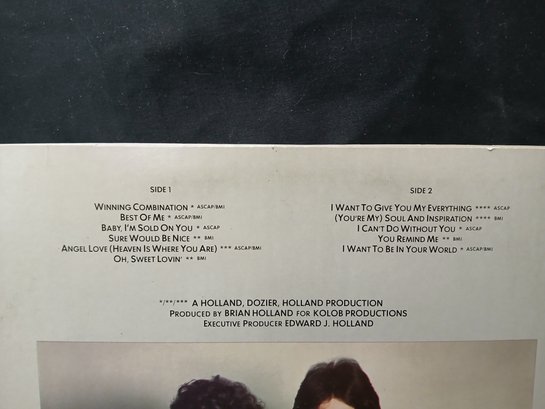 SIDE 1
WINNING COMBINATION * ASCAP/BMI
BEST OF ME * ASCAP/BMI
BABY, I'M SOLD ON YOU * ASCAP
SURE WOULD BE NICE ** BMI
ANGEL LOVE (HEAVEN IS WHERE YOU ARE) *** ASCAP/BMI
OH, SWEET LOVIN' ** BMI
SIDE 2
I WANT TO GIVE YOU MY EVERYTHING **** ASCAP
(YOU'RE MY) SOUL AND INSPIRATION **** BMI
I CAN'T DO WITHOUT YOU * ASCAP
YOU REMIND ME ** BMI
I WANT TO BE IN YOUR WORLD * ASCAP/BMI
*/**/*** A HOLLAND, DOZIER, HOLLAND PRODUCTION
PRODUCED BY BRIAN HOLLAND FOR KOLOB PRODUCTIONS
EXECUTIVE PRODUCER EDWARD J. HOLLAND